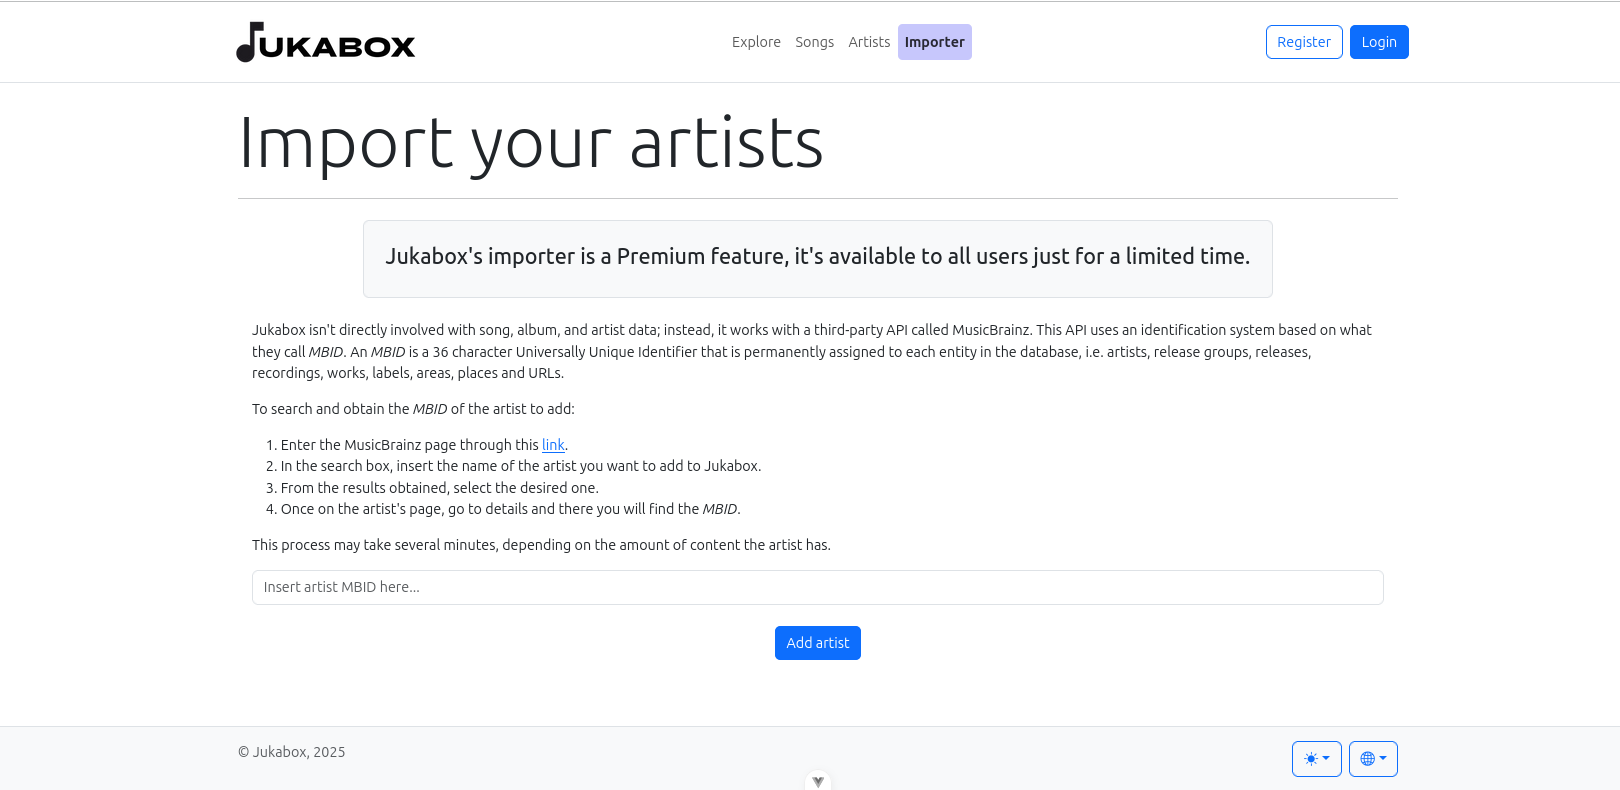 JUKABOX
Explore Songs Artists Importer
Register Login
Import your artists
Jukabox's importer is a Premium feature, it's available to all users just for a limited time.
Jukabox isn't directly involved with song, album, and artist data; instead, it works with a third-party API called MusicBrainz. This API uses an identification system based on what
they call MBID. An MBID is a 36 character Universally Unique Identifier that is permanently assigned to each entity in the database, i.e. artists, release groups, releases,
recordings, works, labels, areas, places and URLs.
To search and obtain the MBID of the artist to add:
1. Enter the MusicBrainz page through this link.
2. In the search box, insert the name of the artist you want to add to Jukabox.
3. From the results obtained, select the desired one.
4. Once on the artist's page, go to details and there you will find the MBID.
This process may take several minutes, depending on the amount of content the artist has.
Insert artist MBID here...
Add artist
© Jukabox, 2025